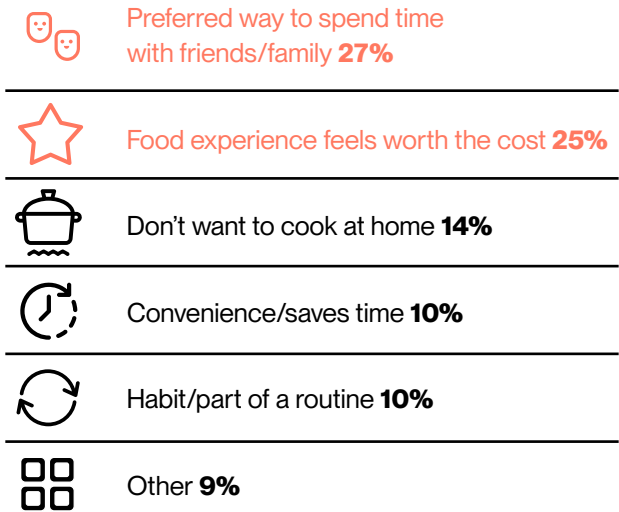 Preferred way to spend time
with friends/family 27%
Food experience feels worth the cost 25%
Don’t want to cook at home 14%
Convenience/saves time 10%
Habit/part of a routine 10%
Other 9%